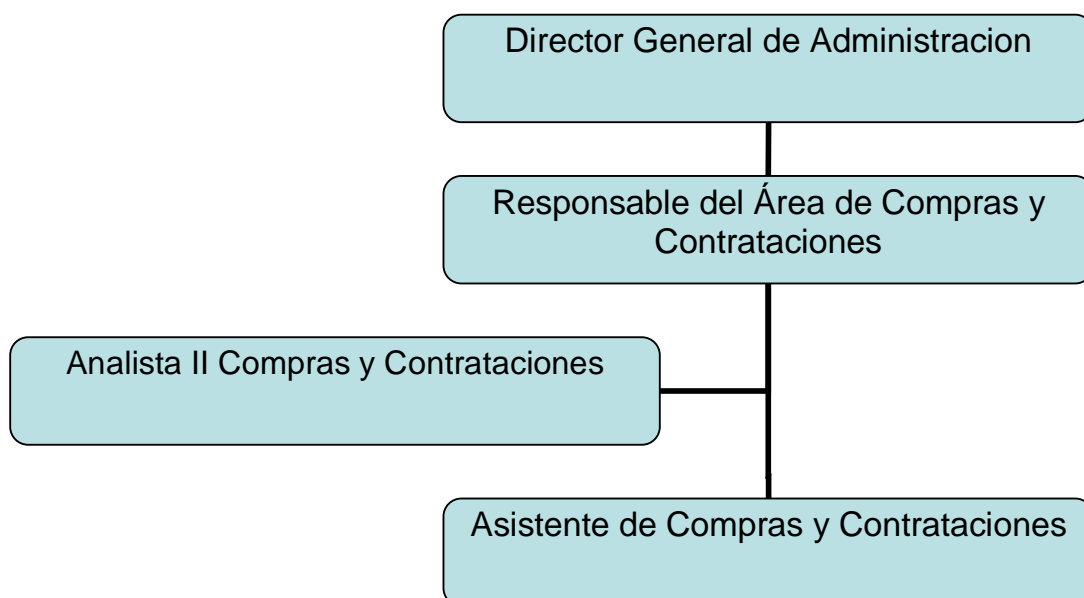 Director General de Administracion
Responsable del Área de Compras y
Contrataciones
Analista II Compras y Contrataciones
Asistente de Compras y Contrataciones